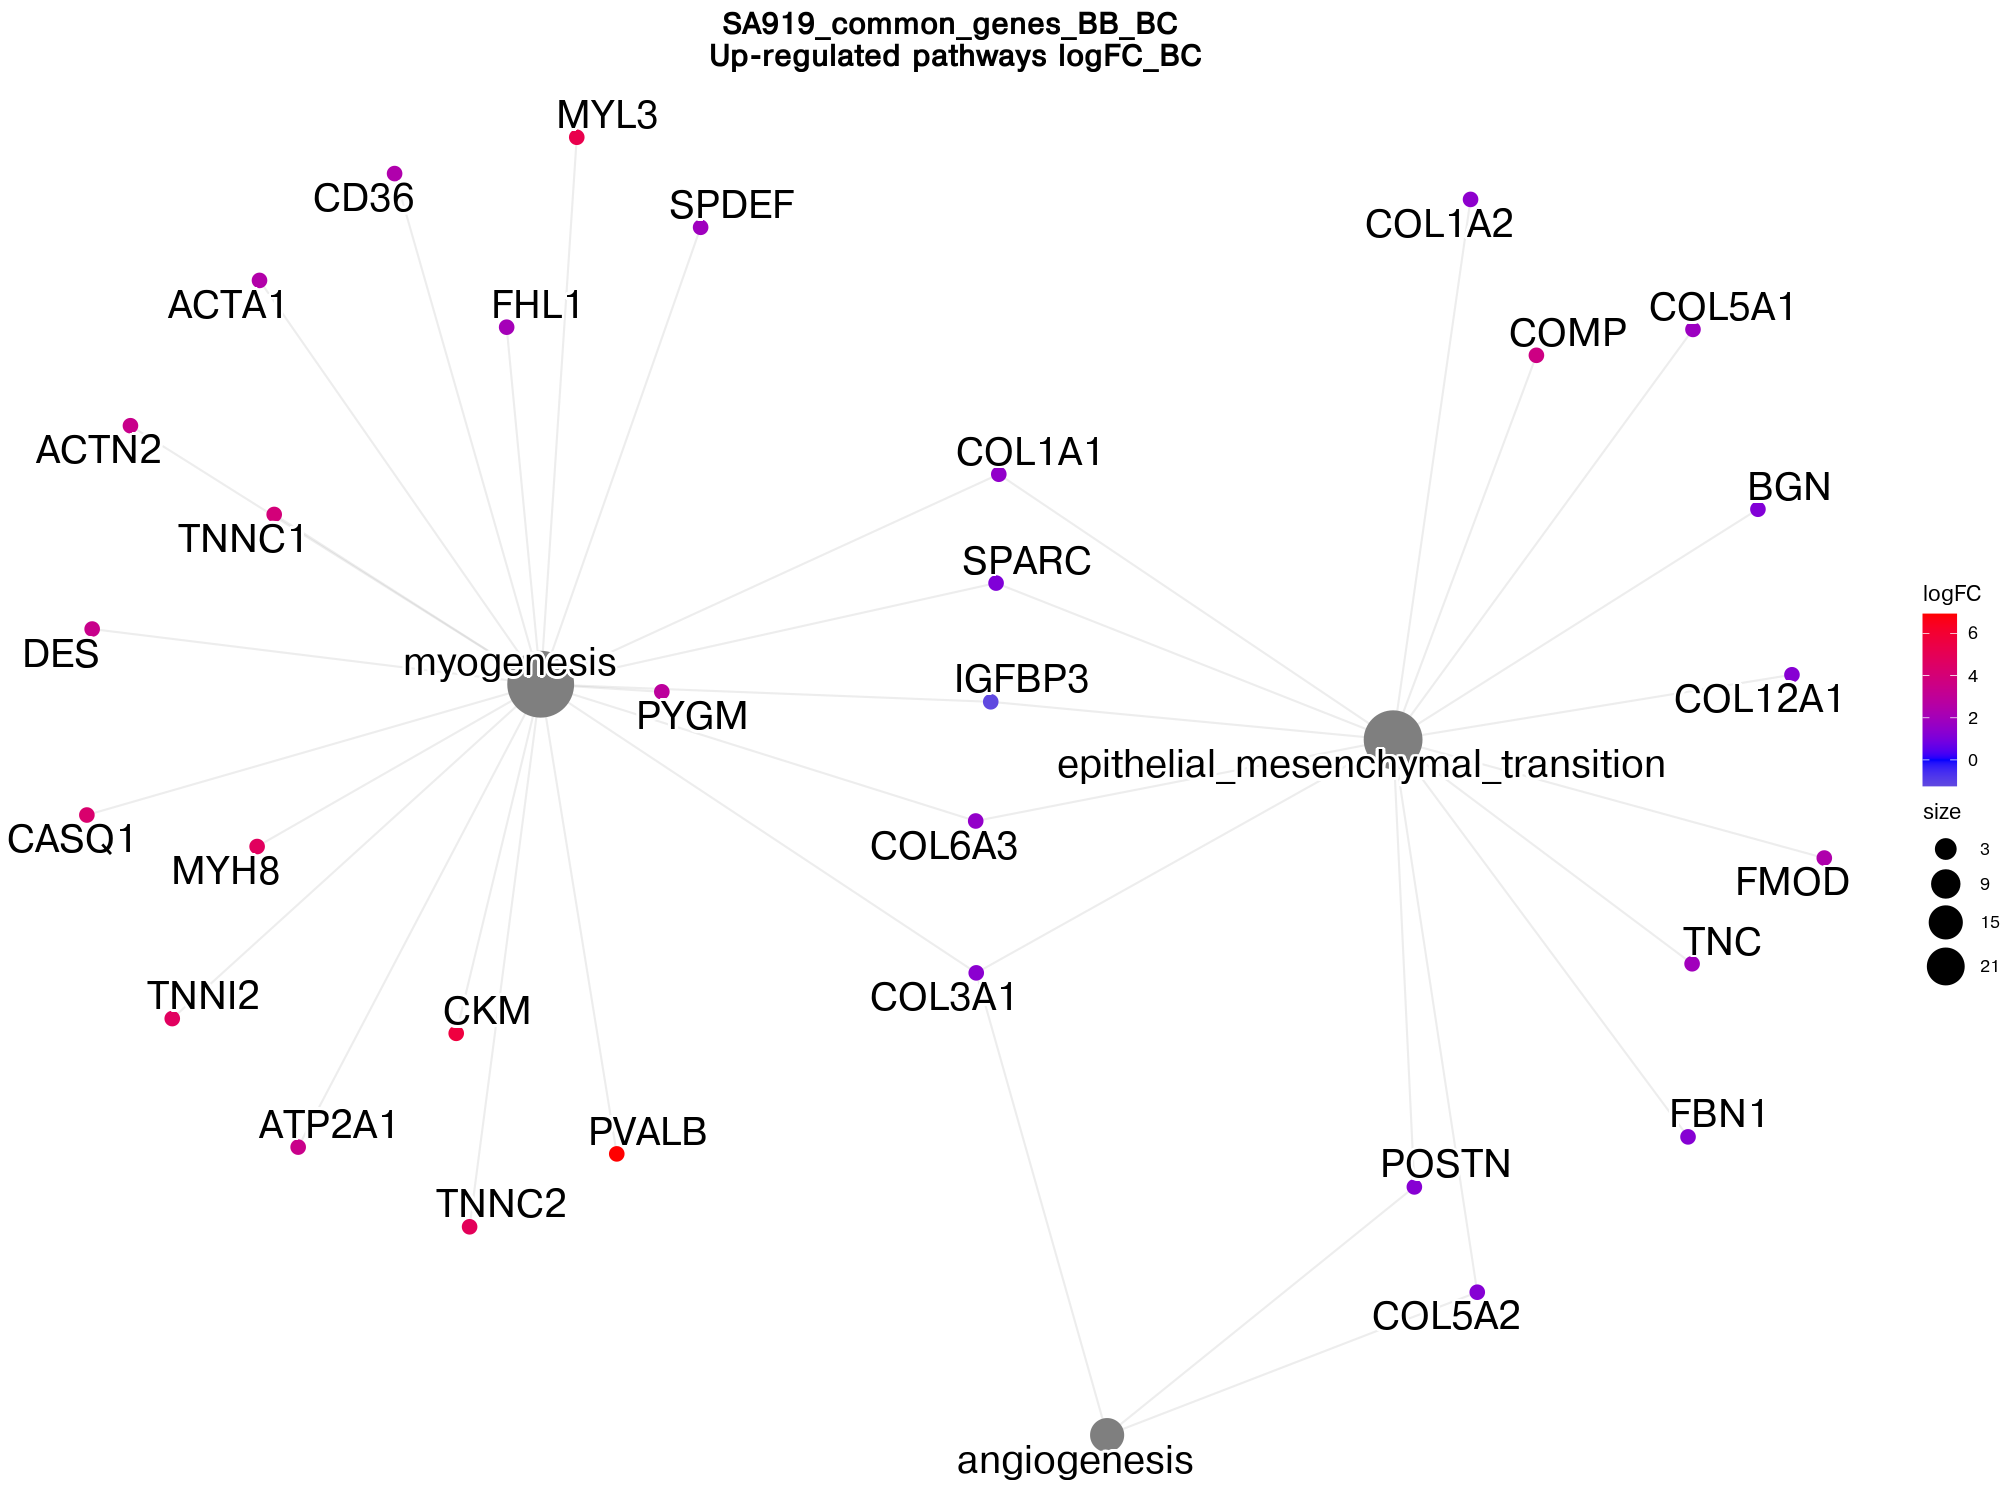 SA919_common_genes_BB_BC
Up-regulated pathways logFC_BC
MYL3
CD36
SPDEF
COL1A2
ACTA1
FHL1
COL5A1
COMP
ACTN2
COL1A1
BGN
TNNC1
SPARC
DES
myogenesis
IGFBP3
COL12A1
PYGM
epithelial_mesenchymal_transition
CASQ1
MYH8
COL6A3
FMOD
TNC
TNNI2
CKM
COL3A1
ATP2A1
PVALB
FBN1
POSTN
TNNC2
COL5A2
angiogenesis
logFC
6
4
2
0
size
3
9
15
21